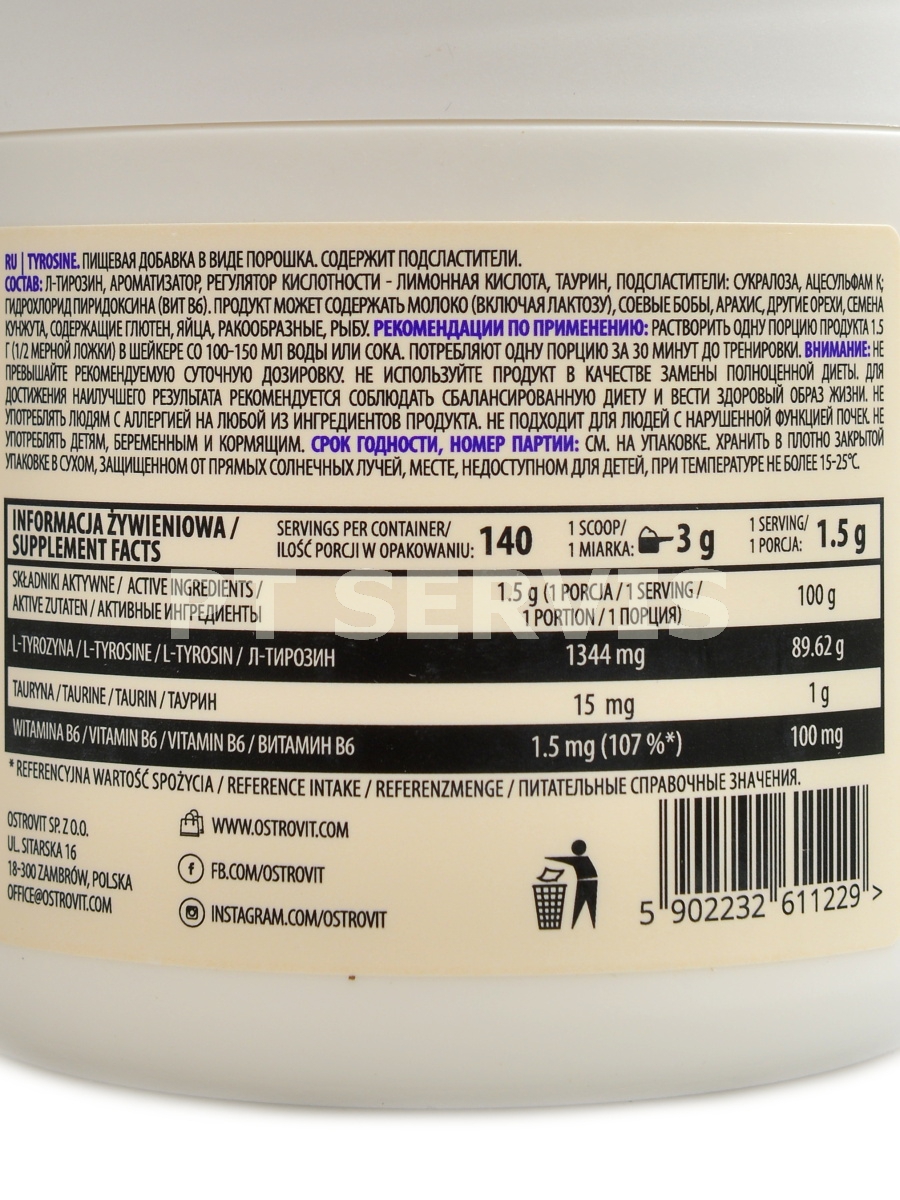 RU | TYROSINE. ПИЩЕВАЯ ДОБАВКА В ВИДЕ ПОРОШКА. СОДЕРЖИТ ПОДСЛАСТИТЕЛИ.
СОСТАВ: Л-ТИРОЗИН, АРОМАТИЗАТОР, РЕГУЛЯТОР КИСЛОТНОСТИ - ЛИМОННАЯ КИСЛОТА, ТАУРИН, ПОДСЛАСТИТЕЛИ: СУКРАЛОЗА, АЦЕСУЛЬФАМ К;
ГИДРОХЛОРИД ПИРИДОКСИНА (ВИТ В6). ПРОДУКТ МОЖЕТ СОДЕРЖАТЬ МОЛОКО (ВКЛЮЧАЯ ЛАКТОЗУ), СОЕВЫЕ БОБЫ, АРАХИС, ДРУГИЕ ОРЕХИ, СЕМЕНА
КУНЖУТА, СОДЕРЖАЩИЕ ГЛЮТЕН, ЯЙЦА, РАКООБРАЗНЫЕ, РЫБУ. РЕКОМЕНДАЦИИ ПО ПРИМЕНЕНИЮ: РАСТВОРИТЬ ОДНУ ПОРЦИЮ ПРОДУКТА 1.5
Г (1/2 МЕРНОЙ ЛОЖКИ) В ШЕЙКЕРЕ СО 100-150 МЛ ВОДЫ ИЛИ СОКА. ПОТРЕБЛЯЮТ ОДНУ ПОРЦИЮ ЗА 30 МИНУТ ДО ТРЕНИРОВКИ. ВНИМАНИЕ: НЕ
ПРЕВЫШАЙТЕ РЕКОМЕНДУЕМУЮ СУТОЧНУЮ ДОЗИРОВКУ. НЕ ИСПОЛЬЗУЙТЕ ПРОДУКТ В КАЧЕСТВЕ ЗАМЕНЫ ПОЛНОЦЕННОЙ ДИЕТЫ. ДЛЯ
ДОСТИЖЕНИЯ НАИЛУЧШЕГО РЕЗУЛЬТАТА РЕКОМЕНДУЕТСЯ СОБЛЮДАТЬ СБАЛАНСИРОВАННУЮ ДИЕТУ И ВЕСТИ ЗДОРОВЫЙ ОБРАЗ ЖИЗНИ. НЕ
УПОТРЕБЛЯТЬ ЛЮДЯМ С АЛЛЕРГИЕЙ НА ЛЮБОЙ ИЗ ИНГРЕДИЕНТОВ ПРОДУКТА. НЕ ПОДХОДИТ ДЛЯ ЛЮДЕЙ С НАРУШЕННОЙ ФУНКЦИЕЙ ПОЧЕК. НЕ
УПОТРЕБЛЯТЬ ДЕТЯМ, БЕРЕМЕННЫМ И КОРМЯЩИМ. СРОК ГОДНОСТИ, НОМЕР ПАРТИИ: СМ. НА УПАКОВКЕ. ХРАНИТЬ В ПЛОТНО ЗАКРЫТОЙ
УПАКОВКЕ В СУХОМ, ЗАЩИЩЕННОМ ОТ ПРЯМЫХ СОЛНЕЧНЫХ ЛУЧЕЙ, МЕСТЕ, НЕДОСТУПНОМ ДЛЯ ДЕТЕЙ, ПРИ ТЕМПЕРАТУРЕ НЕ БОЛЕЕ 15-25°C.
INFORMACJA ŻYWIENIOWA /
SUPPLEMENT FACTS
SERVINGS PER CONTAINER/
ILOŚĆ PORCJI W OPAKOWANIU: 140
1 SCOOP/
1 MIARKA: 3 g
1 SERVING/
1 PORCJA: 1.5 g
SKŁADNIKI AKTYWNE / ACTIVE INGREDIENTS /
AKTIVE ZUTATEN / АКТИВНЫЕ ИНГРЕДИЕНТЫ
1.5 g (1 PORCJA / 1 SERVING /
1 PORTION / 1 ПОРЦИЯ)
100 g
PT SERVES
L-TYROZYNA / L-TYROSINE / L-TYROSIN / Л-ТИРОЗИН 1344 mg 89.62 g
TAURYNA / TAURINE / TAURIN / ТАУРИН 15 mg 1 g
WITAMINA B6 / VITAMIN B6 / VITAMIN B6 / ВИТАМИН В6 1.5 mg (107 %*) 100 mg
* REFERENCYJNA WARTOŚĆ SPOŻYCIA / REFERENCE INTAKE / REFERENZMENGE / ПИТАТЕЛЬНЫЕ СПРАВОЧНЫЕ ЗНАЧЕНИЯ.
OSTROVIT SP. Z O.O.
UL. SITARSKA 16
18-300 ZAMBRÓW, POLSKA
OFFICE@OSTROVIT.COM
WWW.OSTROVIT.COM
FB.COM/OSTROVIT
INSTAGRAM.COM/OSTROVIT
5 902232 611229 >